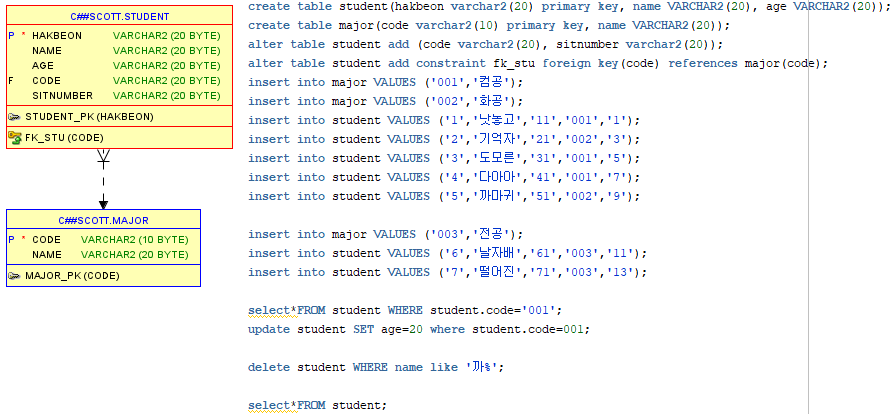 C##SCOTT.STUDENT
P * HAKBEON VARCHAR2 (20 BYTE)
NAME VARCHAR2 (20 BYTE)
AGE VARCHAR2 (20 BYTE)
F CODE VARCHAR2 (20 BYTE)
SITNUMBER VARCHAR2 (20 BYTE)
STUDENT_PK (HAKBEON)
FK_STU (CODE)
C##SCOTT.MAJOR
P * CODE VARCHAR2 (10 BYTE)
NAME VARCHAR2 (20 BYTE)
MAJOR_PK (CODE)
create table student(hakbeon varchar2(20) primary key, name VARCHAR2(20), age VARCHAR2(20));
create table major(code varchar2(10) primary key, name VARCHAR2(20));
alter table student add (code varchar2(20), sitnumber varchar2(20));
alter table student add constraint fk_stu foreign key(code) references major(code);
insert into major VALUES ('001','컴공');
insert into major VALUES ('002','화공');
insert into student VALUES ('1','낫놓고','11','001','1');
insert into student VALUES ('2','기억자','21','002','3');
insert into student VALUES ('3','도모른','31','001','5');
insert into student VALUES ('4','다아아','41','001','7');
insert into student VALUES ('5','까마귀','51','002','9');
insert into major VALUES ('003','전공');
insert into student VALUES ('6','날자배','61','003','11');
insert into student VALUES ('7','떨어진','71','003','13');
select*FROM student WHERE student.code='001';
update student SET age=20 where student.code=001;
delete student WHERE name like '까%';
select*FROM student;